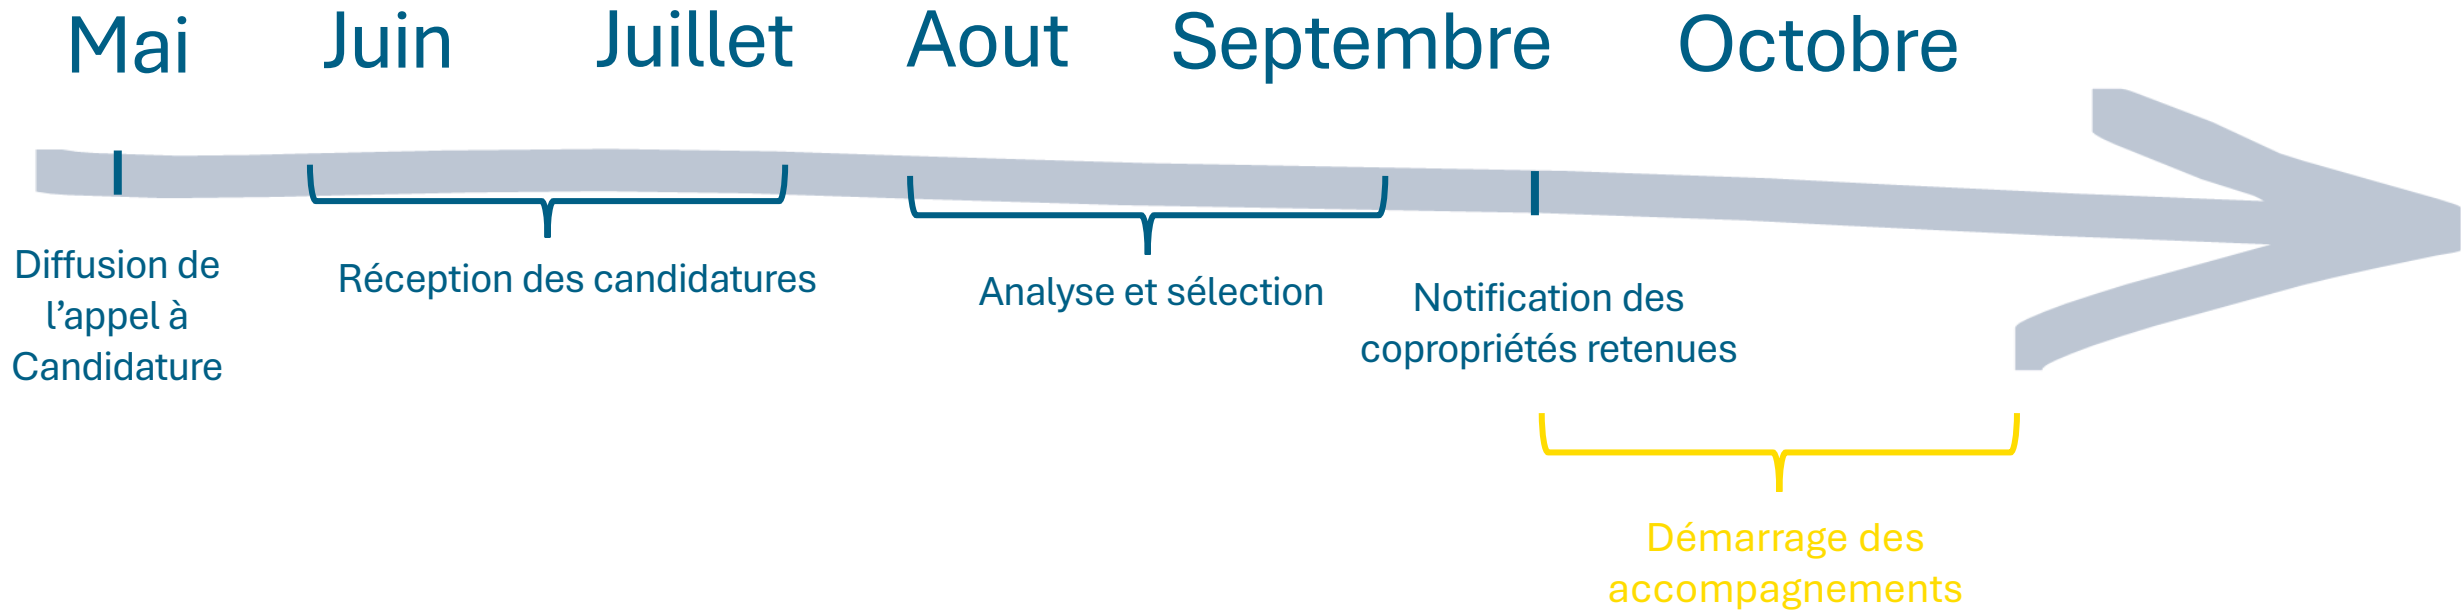 Mai Juin Juillet Aout Septembre Octobre
Diffusion de
l’appel à
Candidature
Réception des candidatures
Analyse et sélection
Notification des
copropriétés retenues
Démarrage des
accompagnements